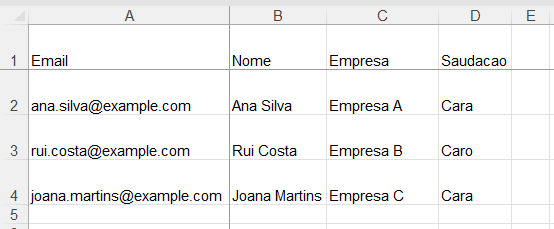 A B C D E
1 Email Nome Empresa Saudacao
2 ana.silva@example.com Ana Silva Empresa A Cara
3 rui.costa@example.com Rui Costa Empresa B Caro
4 joana.martins@example.com Joana Martins Empresa C Cara
5